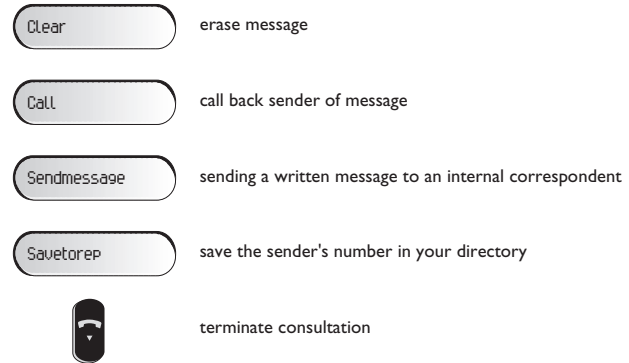 Clear erase message
Call call back sender of message
Sendmessage sending a written message to an internal correspondent
Savetorep save the sender's number in your directory
terminate consultation